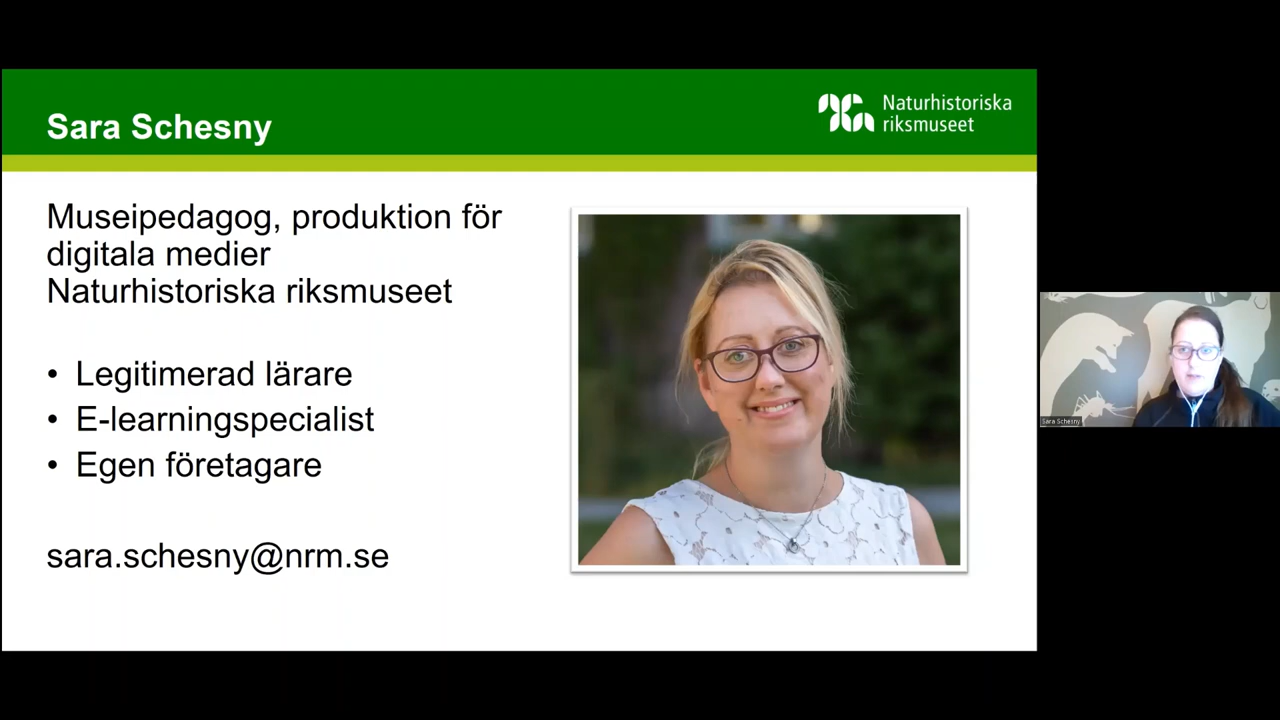 Sara Schesny
Naturhistoriska
riksmuseet
Museipedagog, produktion för
digitala medier
Naturhistoriska riksmuseet
• Legitimerad lärare
• E-learningspecialist
• Egen företagare
sara.schesny@nrm.se
Sara Schesny